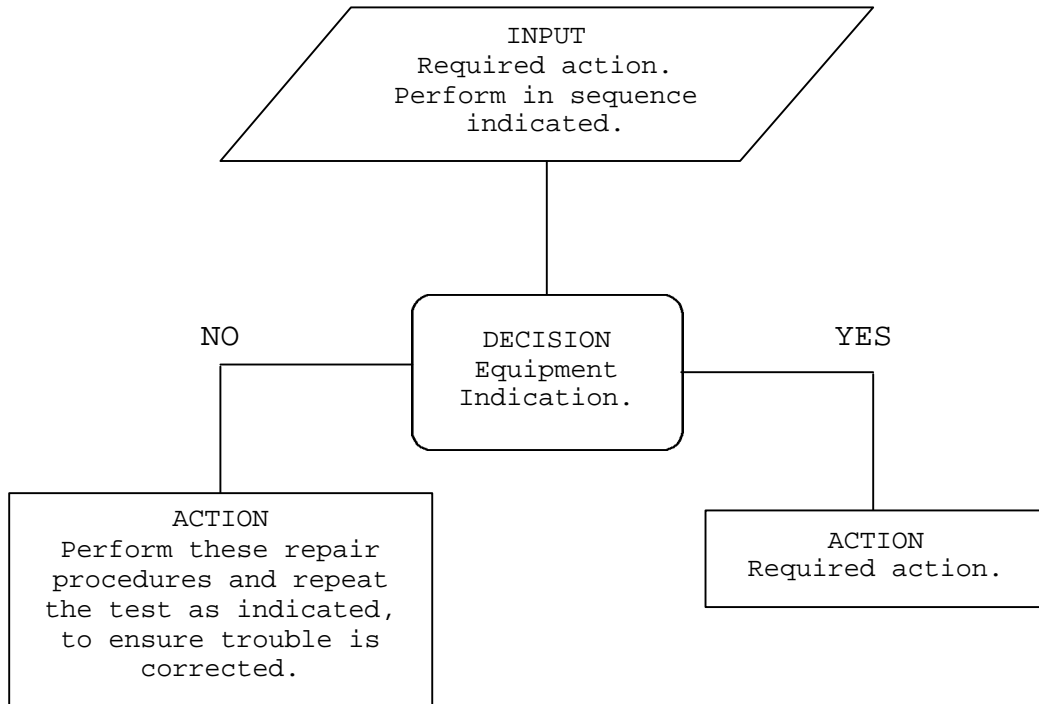 INPUT
Required action.
Perform in sequence
indicated.
NO
DECISION
Equipment
Indication.
YES
ACTION
Perform these repair
procedures and repeat
the test as indicated,
to ensure trouble is
corrected.
ACTION
Required action.